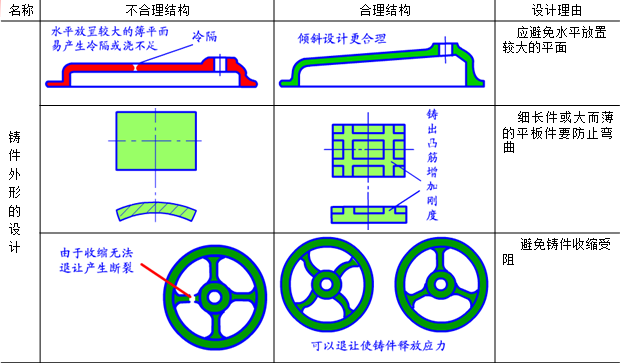 名称
不合理结构
合理结构
设计理由
铸件外形的设计
水平放置较大的薄平面
易产生冷隔或浇不足
冷隔
倾斜设计更合理
应避免水平放置
较大的平面
铸出凸筋增加刚度
细长件或大而薄
的平板件要防止弯
曲
由于收缩无法
退让产生断裂
可以退让使铸件释放应力
避免铸件收缩受
阻